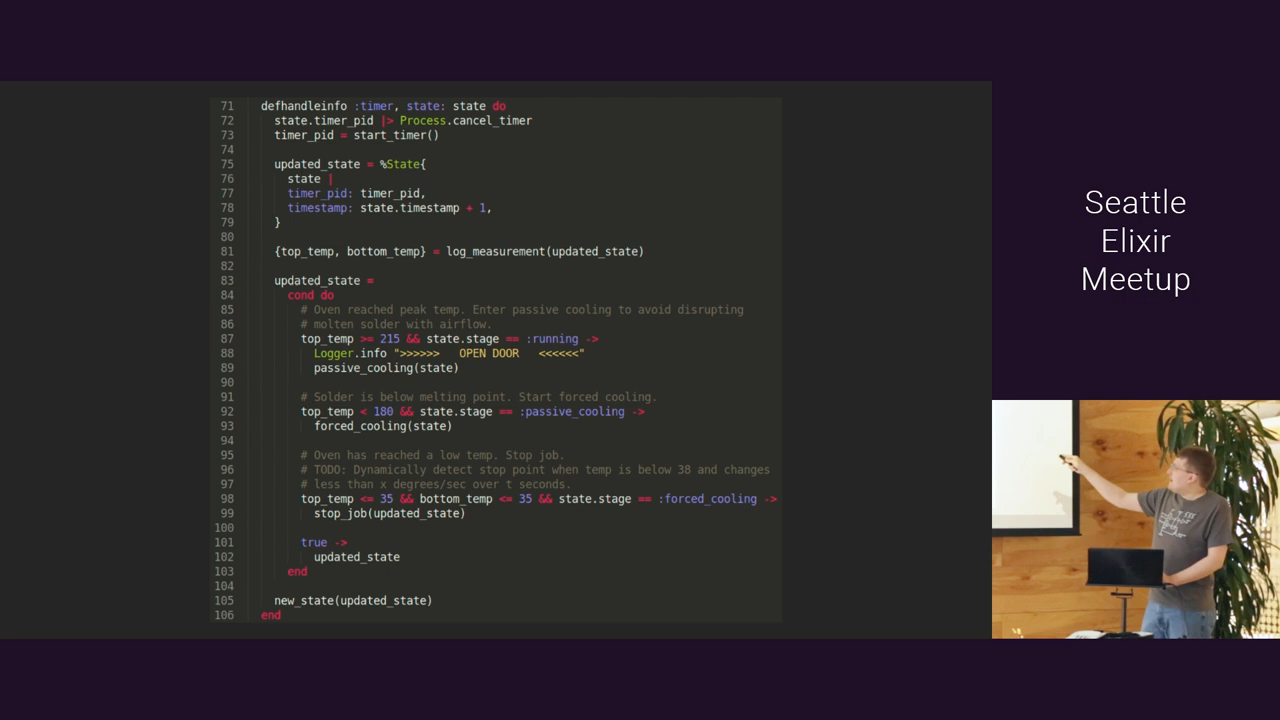 71 defhandleinfo :timer, state: state do
72 state.timer_pid |> Process.cancel_timer
73 timer_pid = start_timer()
74
75 updated_state = %State{
76 state |
77 timer_pid: timer_pid,
78 timestamp: state.timestamp + 1,
79 }
80
81 {top_temp, bottom_temp} = log_measurement(updated_state)
82
83 updated_state =
84 cond do
85 # Oven reached peak temp. Enter passive cooling to avoid disrupting
86 # molten solder with airflow.
87 top_temp >= 215 && state.stage == :running ->
88 Logger.info ">>>>>>   OPEN DOOR   <<<<<<"
89 passive_cooling(state)
90
91 # Solder is below melting point. Start forced cooling.
92 top_temp < 180 && state.stage == :passive_cooling ->
93 forced_cooling(state)
94
95 # Oven has reached a low temp. Stop job.
96 # TODO: Dynamically detect stop point when temp is below 38 and changes
97 # less than x degrees/sec over t seconds.
98 top_temp <= 35 && bottom_temp <= 35 && state.stage == :forced_cooling ->
99 stop_job(updated_state)
100
101 true ->
102 updated_state
103 end
104
105 new_state(updated_state)
106 end
Seattle
Elixir
Meetup